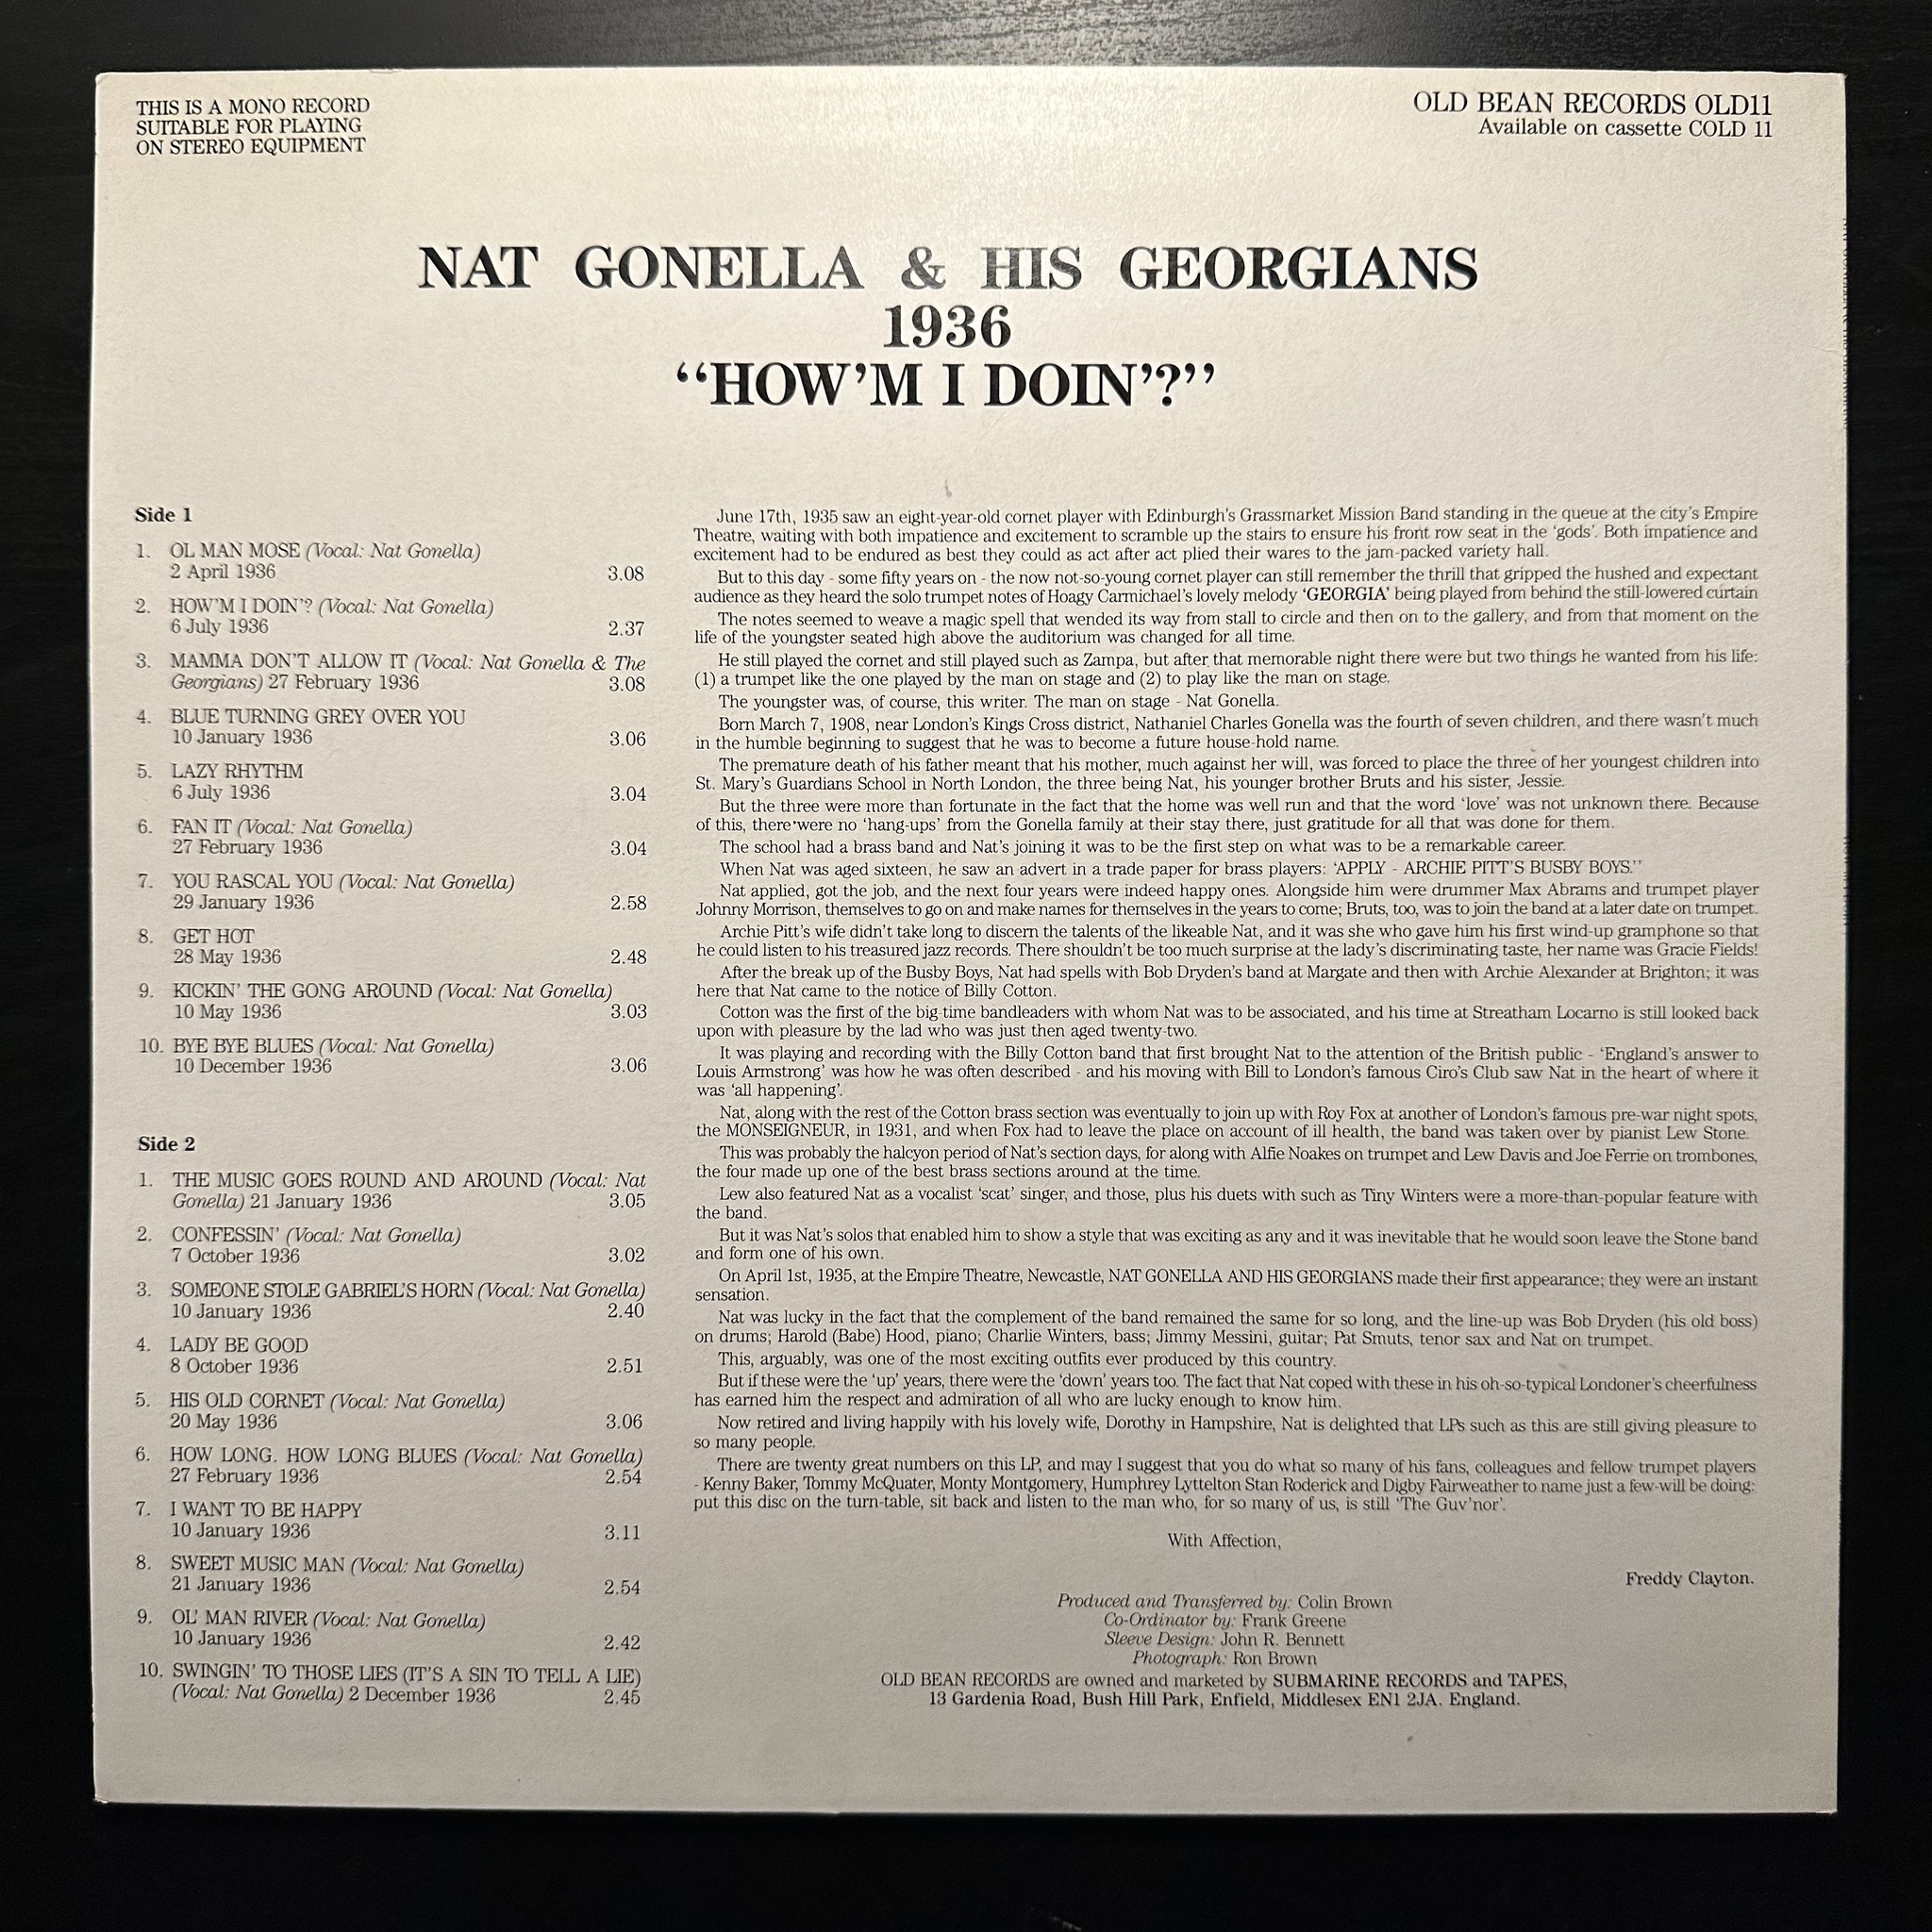 THIS IS A MONO RECORD
SUITABLE FOR PLAYING
ON STEREO EQUIPMENT
OLD BEAN RECORDS OLD11
Available on cassette COLD 11
NAT GONELLA & HIS GEORGIANS
1936
“HOW’M I DOIN’?”
Side 1
1. OL MAN MOSE (Vocal: Nat Gonella)
2 April 1936 3.08
2. HOW’M I DOIN’? (Vocal: Nat Gonella)
6 July 1936 2.37
3. MAMMA DON’T ALLOW IT (Vocal: Nat Gonella & The
Georgians) 27 February 1936 3.08
4. BLUE TURNING GREY OVER YOU
10 January 1936 3.06
5. LAZY RHYTHM
6 July 1936 3.04
6. FAN IT (Vocal: Nat Gonella)
27 February 1936 3.04
7. YOU RASCAL YOU (Vocal: Nat Gonella)
29 January 1936 2.58
8. GET HOT
28 May 1936 2.48
9. KICKIN’ THE GONG AROUND (Vocal: Nat Gonella)
10 May 1936 3.03
10. BYE BYE BLUES (Vocal: Nat Gonella)
10 December 1936 3.06
Side 2
1. THE MUSIC GOES ROUND AND AROUND (Vocal: Nat
Gonella) 21 January 1936 3.05
2. CONFESSIN’ (Vocal: Nat Gonella)
7 October 1936 3.02
3. SOMEONE STOLE GABRIEL’S HORN (Vocal: Nat Gonella)
10 January 1936 2.40
4. LADY BE GOOD
8 October 1936 2.51
5. HIS OLD CORNET (Vocal: Nat Gonella)
20 May 1936 3.06
6. HOW LONG. HOW LONG BLUES (Vocal: Nat Gonella)
27 February 1936 2.54
7. I WANT TO BE HAPPY
10 January 1936 3.11
8. SWEET MUSIC MAN (Vocal: Nat Gonella)
21 January 1936 2.54
9. OL’ MAN RIVER (Vocal: Nat Gonella)
10 January 1936 2.42
10. SWINGIN’ TO THOSE LIES (IT’S A SIN TO TELL A LIE)
(Vocal: Nat Gonella) 2 December 1936 2.45
June 17th, 1935 saw an eight-year-old cornet player with Edinburgh's Grassmarket Mission Band standing in the queue at the city’s Empire
Theatre, waiting with both impatience and excitement to scramble up the stairs to ensure his front row seat in the ‘gods’. Both impatience and
excitement had to be endured as best they could as act after act plied their wares to the jam-packed variety hall.
But to this day - some fifty years on - the now not-so-young cornet player can still remember the thrill that gripped the hushed and expectant
audience as they heard the solo trumpet notes of Hoagy Carmichael’s lovely melody ‘GEORGIA’ being played from behind the still-lowered curtain
The notes seemed to weave a magic spell that wended its way from stall to circle and then on to the gallery, and from that moment on the
life of the youngster seated high above the auditorium was changed for all time.
He still played the cornet and still played such as Zampa, but after that memorable night there were but two things he wanted from his life:
(1) a trumpet like the one played by the man on stage and (2) to play like the man on stage.
The youngster was, of course, this writer. The man on stage - Nat Gonella.
Born March 7, 1908, near London’s Kings Cross district, Nathaniel Charles Gonella was the fourth of seven children, and there wasn’t much
in the humble beginning to suggest that he was to become a future house-hold name.
The premature death of his father meant that his mother, much against her will, was forced to place the three of her youngest children into
St. Mary’s Guardians School in North London, the three being Nat, his younger brother Bruts and his sister, Jessie.
But the three were more than fortunate in the fact that the home was well run and that the word ‘love’ was not unknown there. Because
of this, there were no ‘hang-ups’ from the Gonella family at their stay there, just gratitude for all that was done for them.
The school had a brass band and Nat’s joining it was to be the first step on what was to be a remarkable career.
When Nat was aged sixteen, he saw an advert in a trade paper for brass players: ‘APPLY - ARCHIE PITT’S BUSBY BOYS.’’
Nat applied, got the job, and the next four years were indeed happy ones. Alongside him were drummer Max Abrams and trumpet player
Johnny Morrison, themselves to go on and make names for themselves in the years to come; Bruts, too, was to join the band at a later date on trumpet.
Archie Pitt’s wife didn’t take long to discern the talents of the likeable Nat, and it was she who gave him his first wind-up gramphone so that
he could listen to his treasured jazz records. There shouldn’t be too much surprise at the lady’s discriminating taste, her name was Gracie Fields!
After the break up of the Busby Boys, Nat had spells with Bob Dryden’s band at Margate and then with Archie Alexander at Brighton; it was
here that Nat came to the notice of Billy Cotton.
Cotton was the first of the big-time bandleaders with whom Nat was to be associated, and his time at Streatham Locarno is still looked back
upon with pleasure by the lad who was just then aged twenty-two.
It was playing and recording with the Billy Cotton band that first brought Nat to the attention of the British public - ‘England’s answer to
Louis Armstrong’ was how he was often described - and his moving with Bill to London’s famous Ciro’s Club saw Nat in the heart of where it
was ‘all happening’.
Nat, along with the rest of the Cotton brass section was eventually to join up with Roy Fox at another of London’s famous pre-war night spots,
the MONSEIGNEUR, in 1931, and when Fox had to leave the place on account of ill health, the band was taken over by pianist Lew Stone.
This was probably the halcyon period of Nat’s section days, for along with Alfie Noakes on trumpet and Lew Davis and Joe Ferrie on trombones,
the four made up one of the best brass sections around at the time.
Lew also featured Nat as a vocalist ‘scat’ singer, and those, plus his duets with such as Tiny Winters were a more-than-popular feature with
the band.
But it was Nat’s solos that enabled him to show a style that was exciting as any and it was inevitable that he would soon leave the Stone band
and form one of his own.
On April 1st, 1935, at the Empire Theatre, Newcastle, NAT GONELLA AND HIS GEORGIANS made their first appearance; they were an instant
sensation.
Nat was lucky in the fact that the complement of the band remained the same for so long, and the line-up was Bob Dryden (his old boss)
on drums; Harold (Babe) Hood, piano; Charlie Winters, bass; Jimmy Messini, guitar; Pat Smuts, tenor sax and Nat on trumpet.
This, arguably, was one of the most exciting outfits ever produced by this country.
But if these were the ‘up’ years, there were the ‘down’ years too. The fact that Nat coped with these in his oh-so-typical Londoner’s cheerfulness
has earned him the respect and admiration of all who are lucky enough to know him.
Now retired and living happily with his lovely wife, Dorothy in Hampshire, Nat is delighted that LPs such as this are still giving pleasure to
so many people.
There are twenty great numbers on this LP, and may I suggest that you do what so many of his fans, colleagues and fellow trumpet players
- Kenny Baker, Tommy McQuater, Monty Montgomery, Humphrey Lyttelton Stan Roderick and Digby Fairweather to name just a few-will be doing:
put this disc on the turn-table, sit back and listen to the man who, for so many of us, is still ‘The Guv’nor’.
With Affection,
Freddy Clayton.
Produced and Transferred by: Colin Brown
Co-Ordinator by: Frank Greene
Sleeve Design: John R. Bennett
Photograph: Ron Brown
OLD BEAN RECORDS are owned and marketed by SUBMARINE RECORDS and TAPES,
13 Gardenia Road, Bush Hill Park, Enfield, Middlesex EN1 2JA. England.